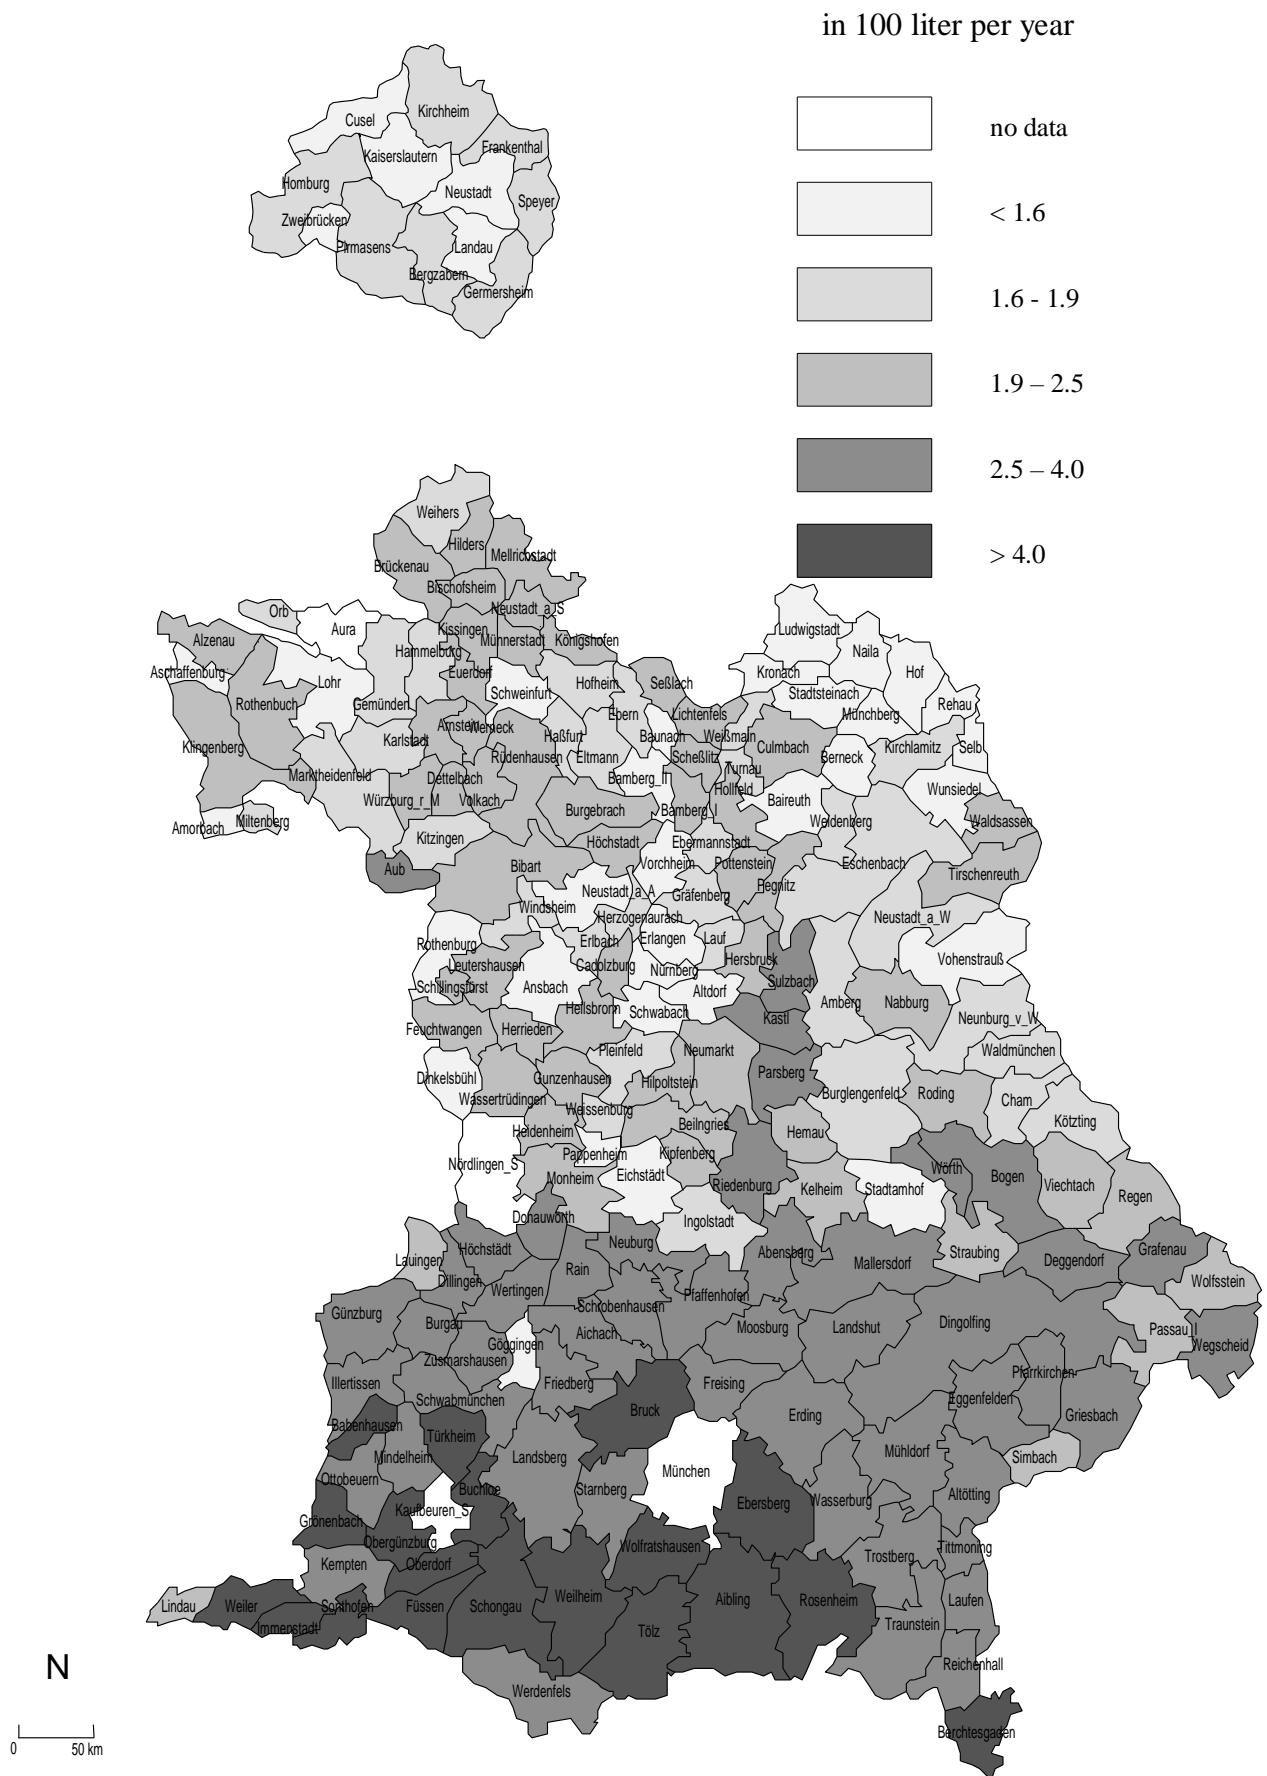 in 100 liter per year
no data
< 1.6
1.6 - 1.9
1.9 – 2.5
2.5 – 4.0
> 4.0
Kirchheim
Cusel
Frankenthal
Kaiserslautern
Homburg
Neustadt
Speyer
Zweibrücken
Pirmasens
Landau
Bergzabern
Germersheim
Weihers
Hilders
Mellrichstadt
Brückenau
Bischofsheim
Neustadt_a_S
Orb
Aura
Alzenau
Kissingen
Münnerstadt
Königshofen
Hammelburg
Aschaffenburg
Lohr
Euerdorf
Schweinfurt
Hofheim
Seßlach
Rothenbuch
Gemünden
Ebern
Lichtenfels
Klingenberg
Karlstadt
Arnstein
Werneck
Haßfurt
Baunach
Weißmain
Culmbach
Rüdenhausen
Eltmann
Scheßlitz
Marktheidenfeld
Dettelbach
Bamberg_II
Turnau
Hollfeld
Würzburg_r_M
Volkach
Burgebrach
Bamberg_I
Baireuth
Amorbach
Miltenberg
Kitzingen
Höchstadt
Ebermannstadt
Weidenberg
Aub
Bibart
Vorchheim
Pottenstein
Pegnitz
Eschenbach
Ludwigstadt
Naila
Hof
Kronach
Stadtsteinach
Münchberg
Rehau
Berneck
Kirchlamitz
Selb
Wunsiedel
Waldsassen
Tirschenreuth
Neustadt_a_A
Gräfenberg
Windsheim
Herzogenaurach
Neustadt_a_W
Rothenburg
Erlbach
Erlangen
Lauf
Hersbruck
Vohenstrauß
Leutershausen
Cadolzburg
Nürnberg
Sulzbach
Schillingsfürst
Ansbach
Altdorf
Amberg
Nabburg
Heilsbronn
Schwabach
Kastl
Neunburg_v_W
Feuchtwangen
Herrieden
Pleinfeld
Neumarkt
Waldmünchen
Dinkelsbühl
Gunzenhausen
Hilpoltstein
Parsberg
Burglengenfeld
Roding
Cham
Wassertrüdingen
Weissenburg
Beilngries
Hemau
Kötzting
Heidenheim
Pappenheim
Kipfenberg
Nördlingen_S
Monheim
Eichstädt
Riedenburg
Kelheim
Stadtamhof
Wörth
Bogen
Viechtach
Regen
Donauwörth
Ingolstadt
Höchstädt
Neuburg
Abensberg
Mallersdorf
Straubing
Deggendorf
Grafenau
Lauingen
Dillingen
Rain
Wolfsstein
Wertingen
Pfaffenhofen
Günzburg
Schrobenhausen
Burgau
Aichach
Moosburg
Landshut
Dingolfing
Passau_II
Göggingen
Wegscheid
Zusmarshausen
Illertissen
Friedberg
Freising
Pfarrkirchen
Schwabmünchen
Bruck
Erding
Eggenfelden
Griesbach
Babenhausen
Türkheim
Mindelheim
Landsberg
Mühldorf
Simbach
Ottobeuern
München
Buchloe
Starnberg
Ebersberg
Wasserburg
Altötting
Grönenbach
Kaufbeuren_S
Obergünzburg
Wolfratshausen
Tittmoning
Kempten
Oberdorf
Trostberg
Lindau
Weiler
Sonthofen
Füssen
Schongau
Weilheim
Aibling
Rosenheim
Laufen
Immenstadt
Tölz
Traunstein
Reichenhall
N
Werdenfels
Berchtesgaden
0 50 km